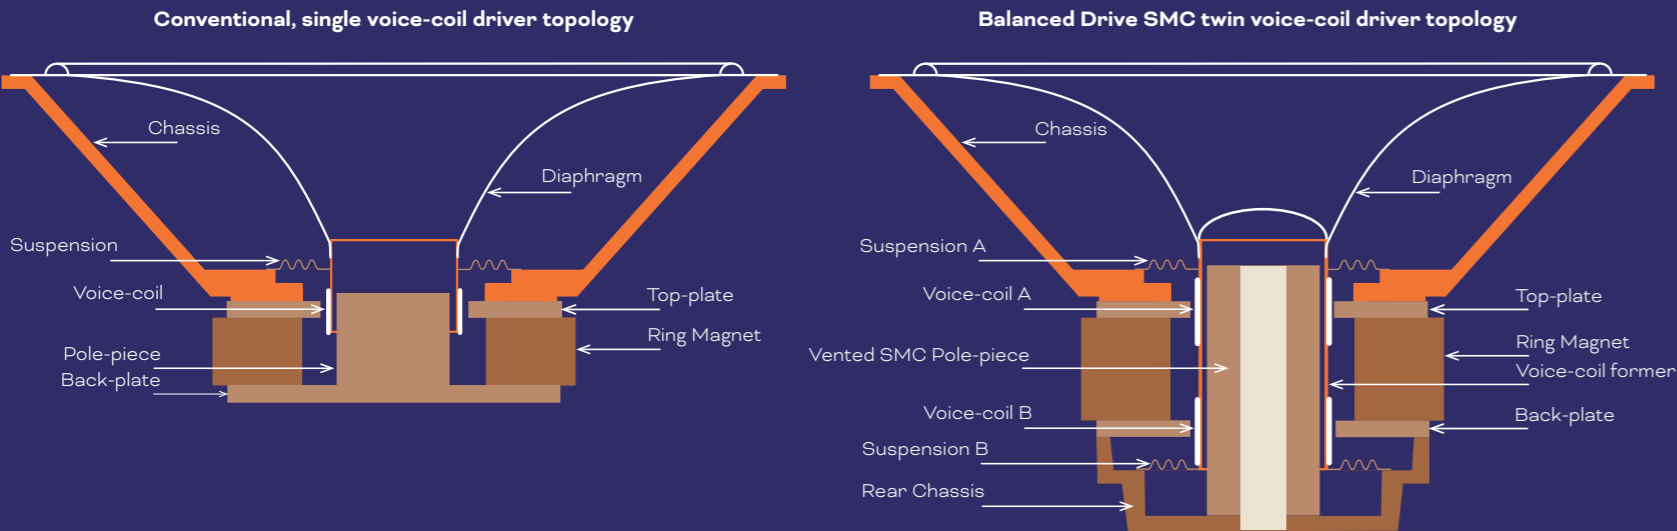 Conventional, single voice-coil driver topology
Chassis
Diaphragm
Suspension
Voice-coil
Top-plate
Ring Magnet
Pole-piece
Back-plate
Balanced Drive SMC twin voice-coil driver topology
Chassis
Diaphragm
Suspension A
Voice-coil A
Top-plate
Ring Magnet
Vented SMC Pole-piece
Voice-coil former
Voice-coil B
Back-plate
Suspension B
Rear Chassis